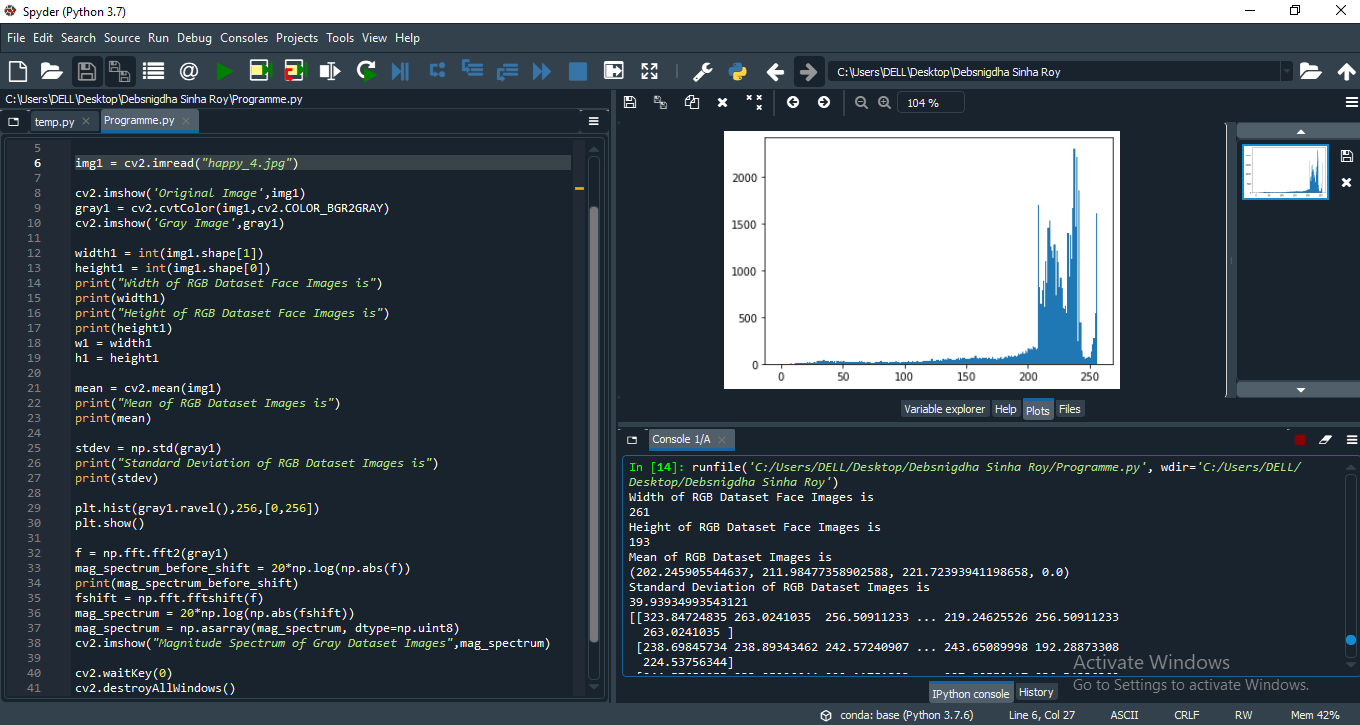 Spyder (Python 3.7)
File Edit Search Source Run Debug Consoles Projects Tools View Help
C:\Users\DELL\Desktop\Debsnigdha Sinha Roy
C:\Users\DELL\Desktop\Debsnigdha Sinha Roy\Programme.py
temp.py Programme.py
5
6 img1 = cv2.imread("happy_4.jpg")
7
8 cv2.imshow('Original Image',img1)
9 gray1 = cv2.cvtColor(img1,cv2.COLOR_BGR2GRAY)
10 cv2.imshow('Gray Image',gray1)
11
12 width1 = int(img1.shape[1])
13 height1 = int(img1.shape[0])
14 print("Width of RGB Dataset Face Images is")
15 print(width1)
16 print("Height of RGB Dataset Face Images is")
17 print(height1)
18 w1 = width1
19 h1 = height1
20
21 mean = cv2.mean(img1)
22 print("Mean of RGB Dataset Images is")
23 print(mean)
24
25 stdev = np.std(gray1)
26 print("Standard Deviation of RGB Dataset Images is")
27 print(stdev)
28
29 plt.hist(gray1.ravel(),256,[0,256])
30 plt.show()
31
32 f = np.fft.fft2(gray1)
33 mag_spectrum_before_shift = 20*np.log(np.abs(f))
34 print(mag_spectrum_before_shift)
35 fshift = np.fft.fftshift(f)
36 mag_spectrum = 20*np.log(np.abs(fshift))
37 mag_spectrum = np.asarray(mag_spectrum, dtype=np.uint8)
38 cv2.imshow("Magnitude Spectrum of Gray Dataset Images",mag_spectrum)
39
40 cv2.waitKey(0)
41 cv2.destroyAllWindows()
104 %
2000
1500
1000
500
0
0 50 100 150 200 250
Variable explorer Help Plots Files
Console 1/A
In [14]: runfile('C:/Users/DELL/Desktop/Debsnigdha Sinha Roy/Programme.py', wdir='C:/Users/DELL/
Desktop/Debsnigdha Sinha Roy')
Width of RGB Dataset Face Images is
261
Height of RGB Dataset Face Images is
193
Mean of RGB Dataset Images is
(202.245905544637, 211.98477358902588, 221.72393941198658, 0.0)
Standard Deviation of RGB Dataset Images is
39.93934993543121
[[323.84724835 263.0241035 256.50911233 ... 219.24625526 256.50911233
263.0241035 ]
[238.69845734 238.89343462 242.57240907 ... 243.65089998 192.28873308
224.53756344]
Activate Windows
Go to Settings to activate Windows.
IPython console History
conda: base (Python 3.7.6) Line 6, Col 27 ASCII CRLF RW Mem 42%